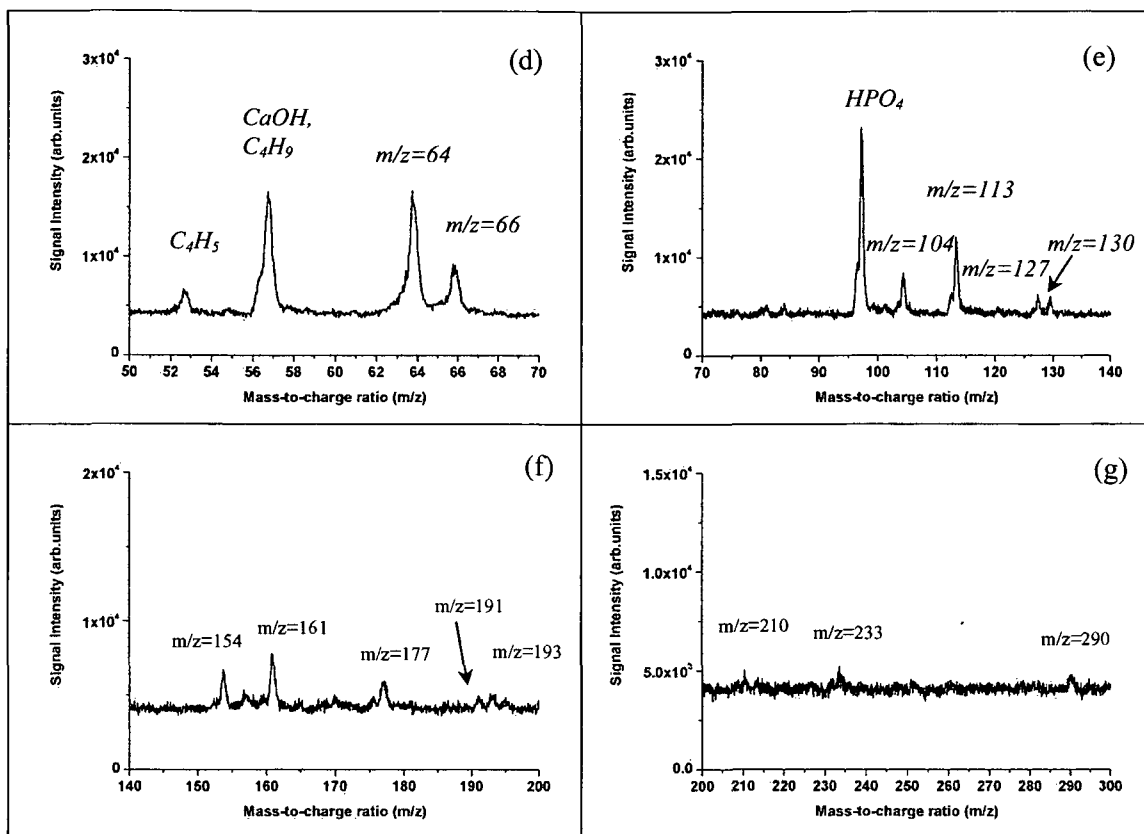 (d)
3x10⁴
2x10⁴
1x10⁴
0
Signal Intensity (arb.units)
C₄H₅
CaOH,
C₄H₉
m/z=64
m/z=66
50 52 54 56 58 60 62 64 66 68 70
Mass-to-charge ratio (m/z)
(e)
3x10⁴
2x10⁴
1x10⁴
0
Signal Intensity (arb.units)
HPO₄
m/z=113
m/z=104
m/z=127
m/z=130
70 80 90 100 110 120 130 140
Mass-to-charge ratio (m/z)
(f)
2x10⁴
1x10⁴
0
Signal Intensity (arb.units)
m/z=154
m/z=161
m/z=177
m/z=191
m/z=193
140 150 160 170 180 190 200
Mass-to-charge ratio (m/z)
(g)
1.5x10⁴
1.0x10⁴
5.0x10³
0.0
Signal Intensity (arb.units)
m/z=210
m/z=233
m/z=290
200 210 220 230 240 250 260 270 280 290 300
Mass-to-charge ratio (m/z)